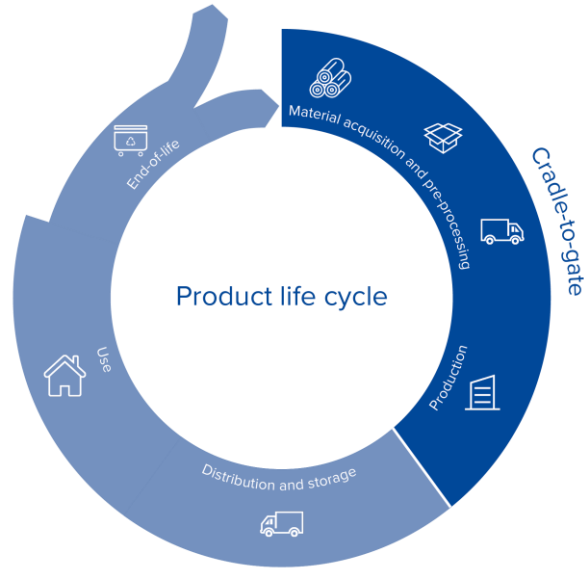 Material acquisition and pre-processing
Cradle-to-gate
Production
Distribution and storage
Use
End-of-life
Product life cycle